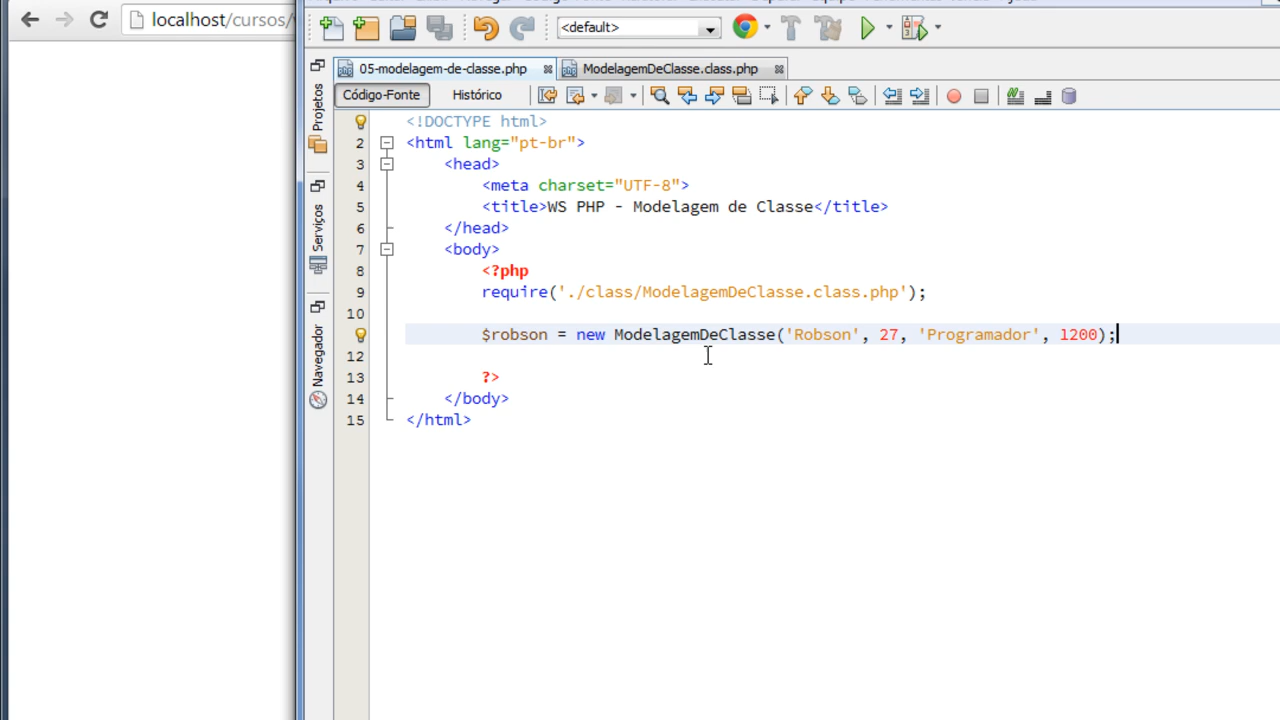 localhost/cursos/
<default>
05-modelagem-de-classe.php
ModelagemDeClasse.class.php
Código-Fonte
Histórico
Projetos
Serviços
Navegador
<!DOCTYPE html>
2 <html lang="pt-br">
3 <head>
4 <meta charset="UTF-8">
5 <title>WS PHP - Modelagem de Classe</title>
6 </head>
7 <body>
8 <?php
9 require('./class/ModelagemDeClasse.class.php');
10
$robson = new ModelagemDeClasse('Robson', 27, 'Programador', 1200);
12
13 ?>
14 </body>
15 </html>